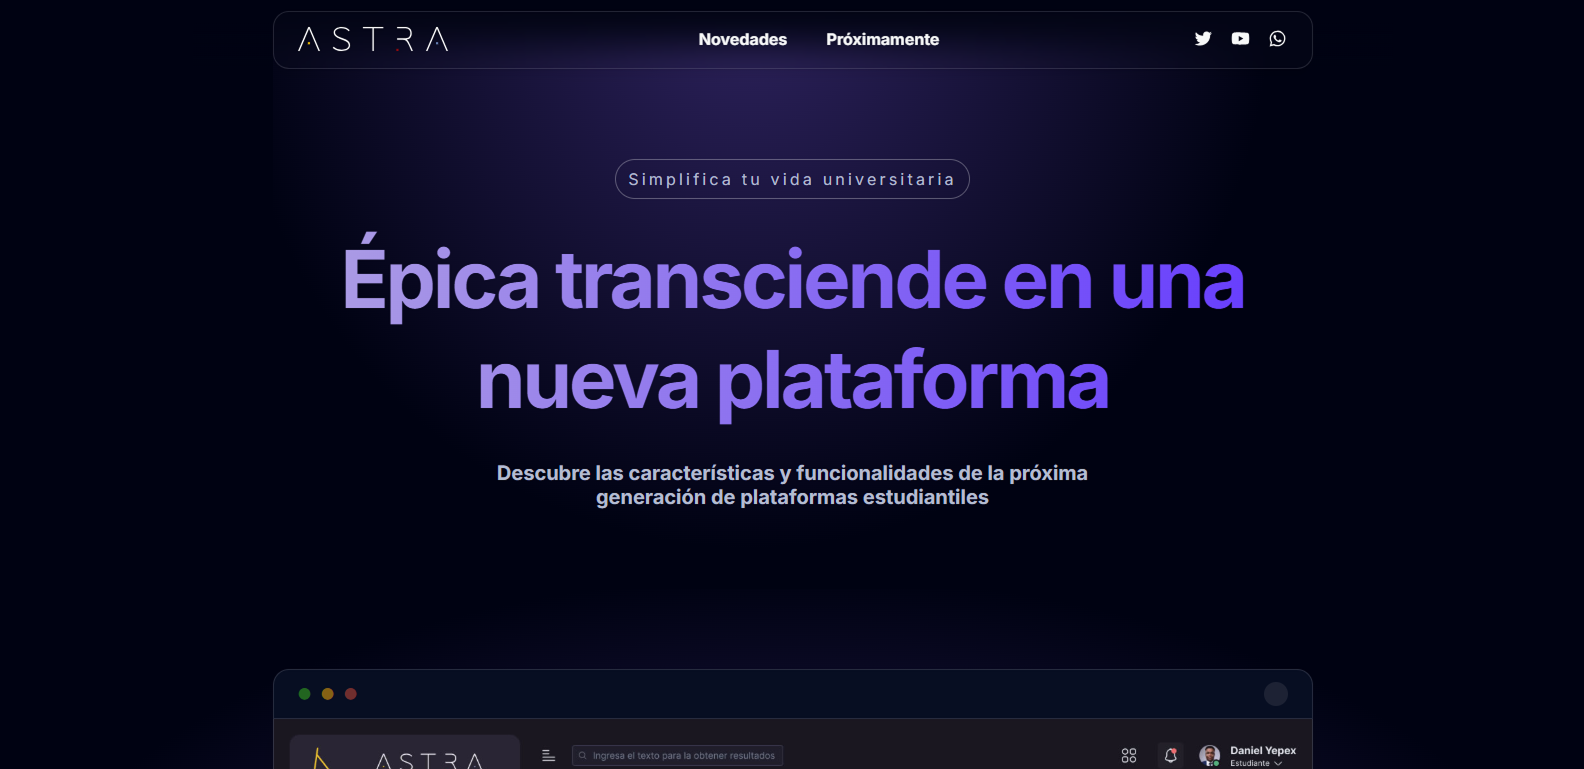 ASTRA
Novedades
Próximamente
Simplifica tu vida universitaria
Épica transciende en una
nueva plataforma
Descubre las características y funcionalidades de la próxima
generación de plataformas estudiantiles
ASTRA
Ingresa el texto para la obtener resultados
Daniel Yepex
Estudiante